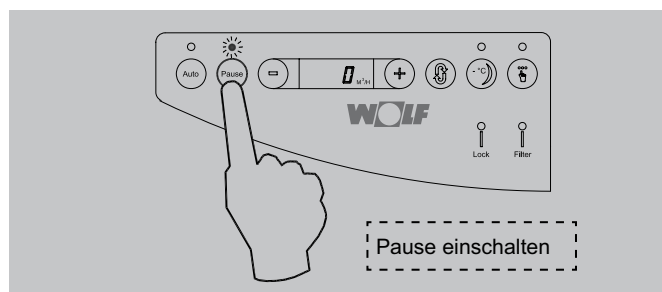 Auto
Pause
-
0 M³/H
+
- °C
WOLF
Lock
Filter
Pause einschalten